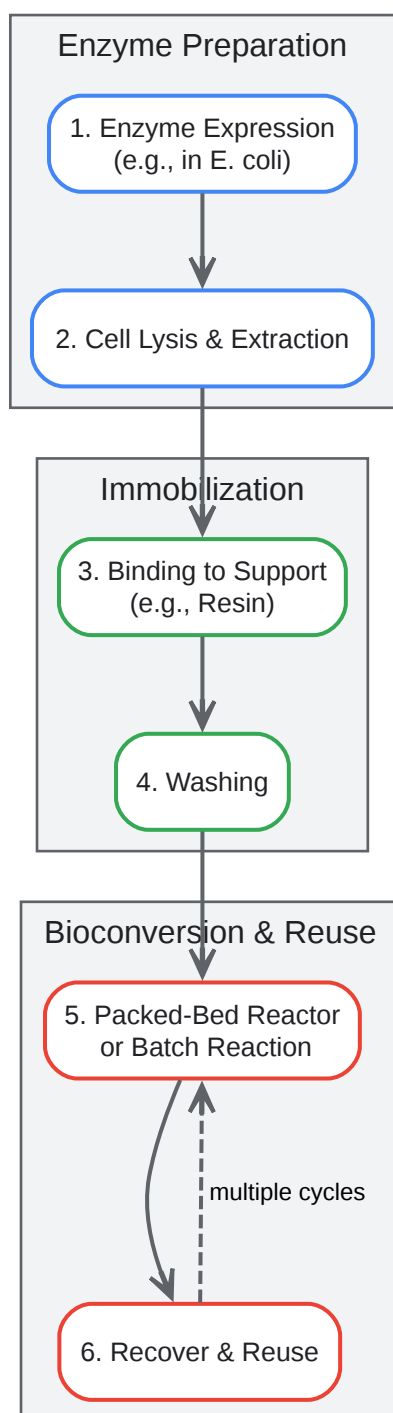 Enzyme Preparation
1. Enzyme Expression
(e.g., in E. coli)
2. Cell Lysis & Extraction
Immobilization
3. Binding to Support
(e.g., Resin)
4. Washing
Bioconversion & Reuse
5. Packed-Bed Reactor
or Batch Reaction
multiple cycles
6. Recover & Reuse